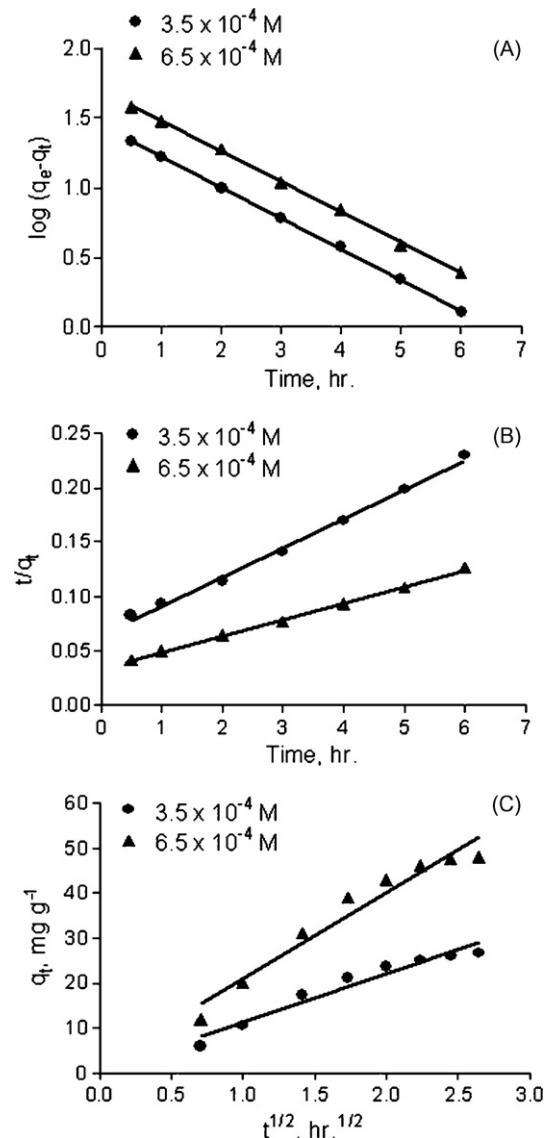 ● 3.5 x 10⁻⁴ M
(A)
▲ 6.5 x 10⁻⁴ M
2.0
1.5
1.0
0.5
0.0
log (qₑ-qₜ)
0 1 2 3 4 5 6 7
Time, hr.
● 3.5 x 10⁻⁴ M
(B)
▲ 6.5 x 10⁻⁴ M
0.25
0.20
0.15
0.10
0.05
0.00
t/qₜ
0 1 2 3 4 5 6 7
Time, hr.
● 3.5 x 10⁻⁴ M
(C)
▲ 6.5 x 10⁻⁴ M
60
50
40
30
20
10
0
qₜ, mg g⁻¹
0.0 0.5 1.0 1.5 2.0 2.5 3.0
t¹/², hr.¹/²